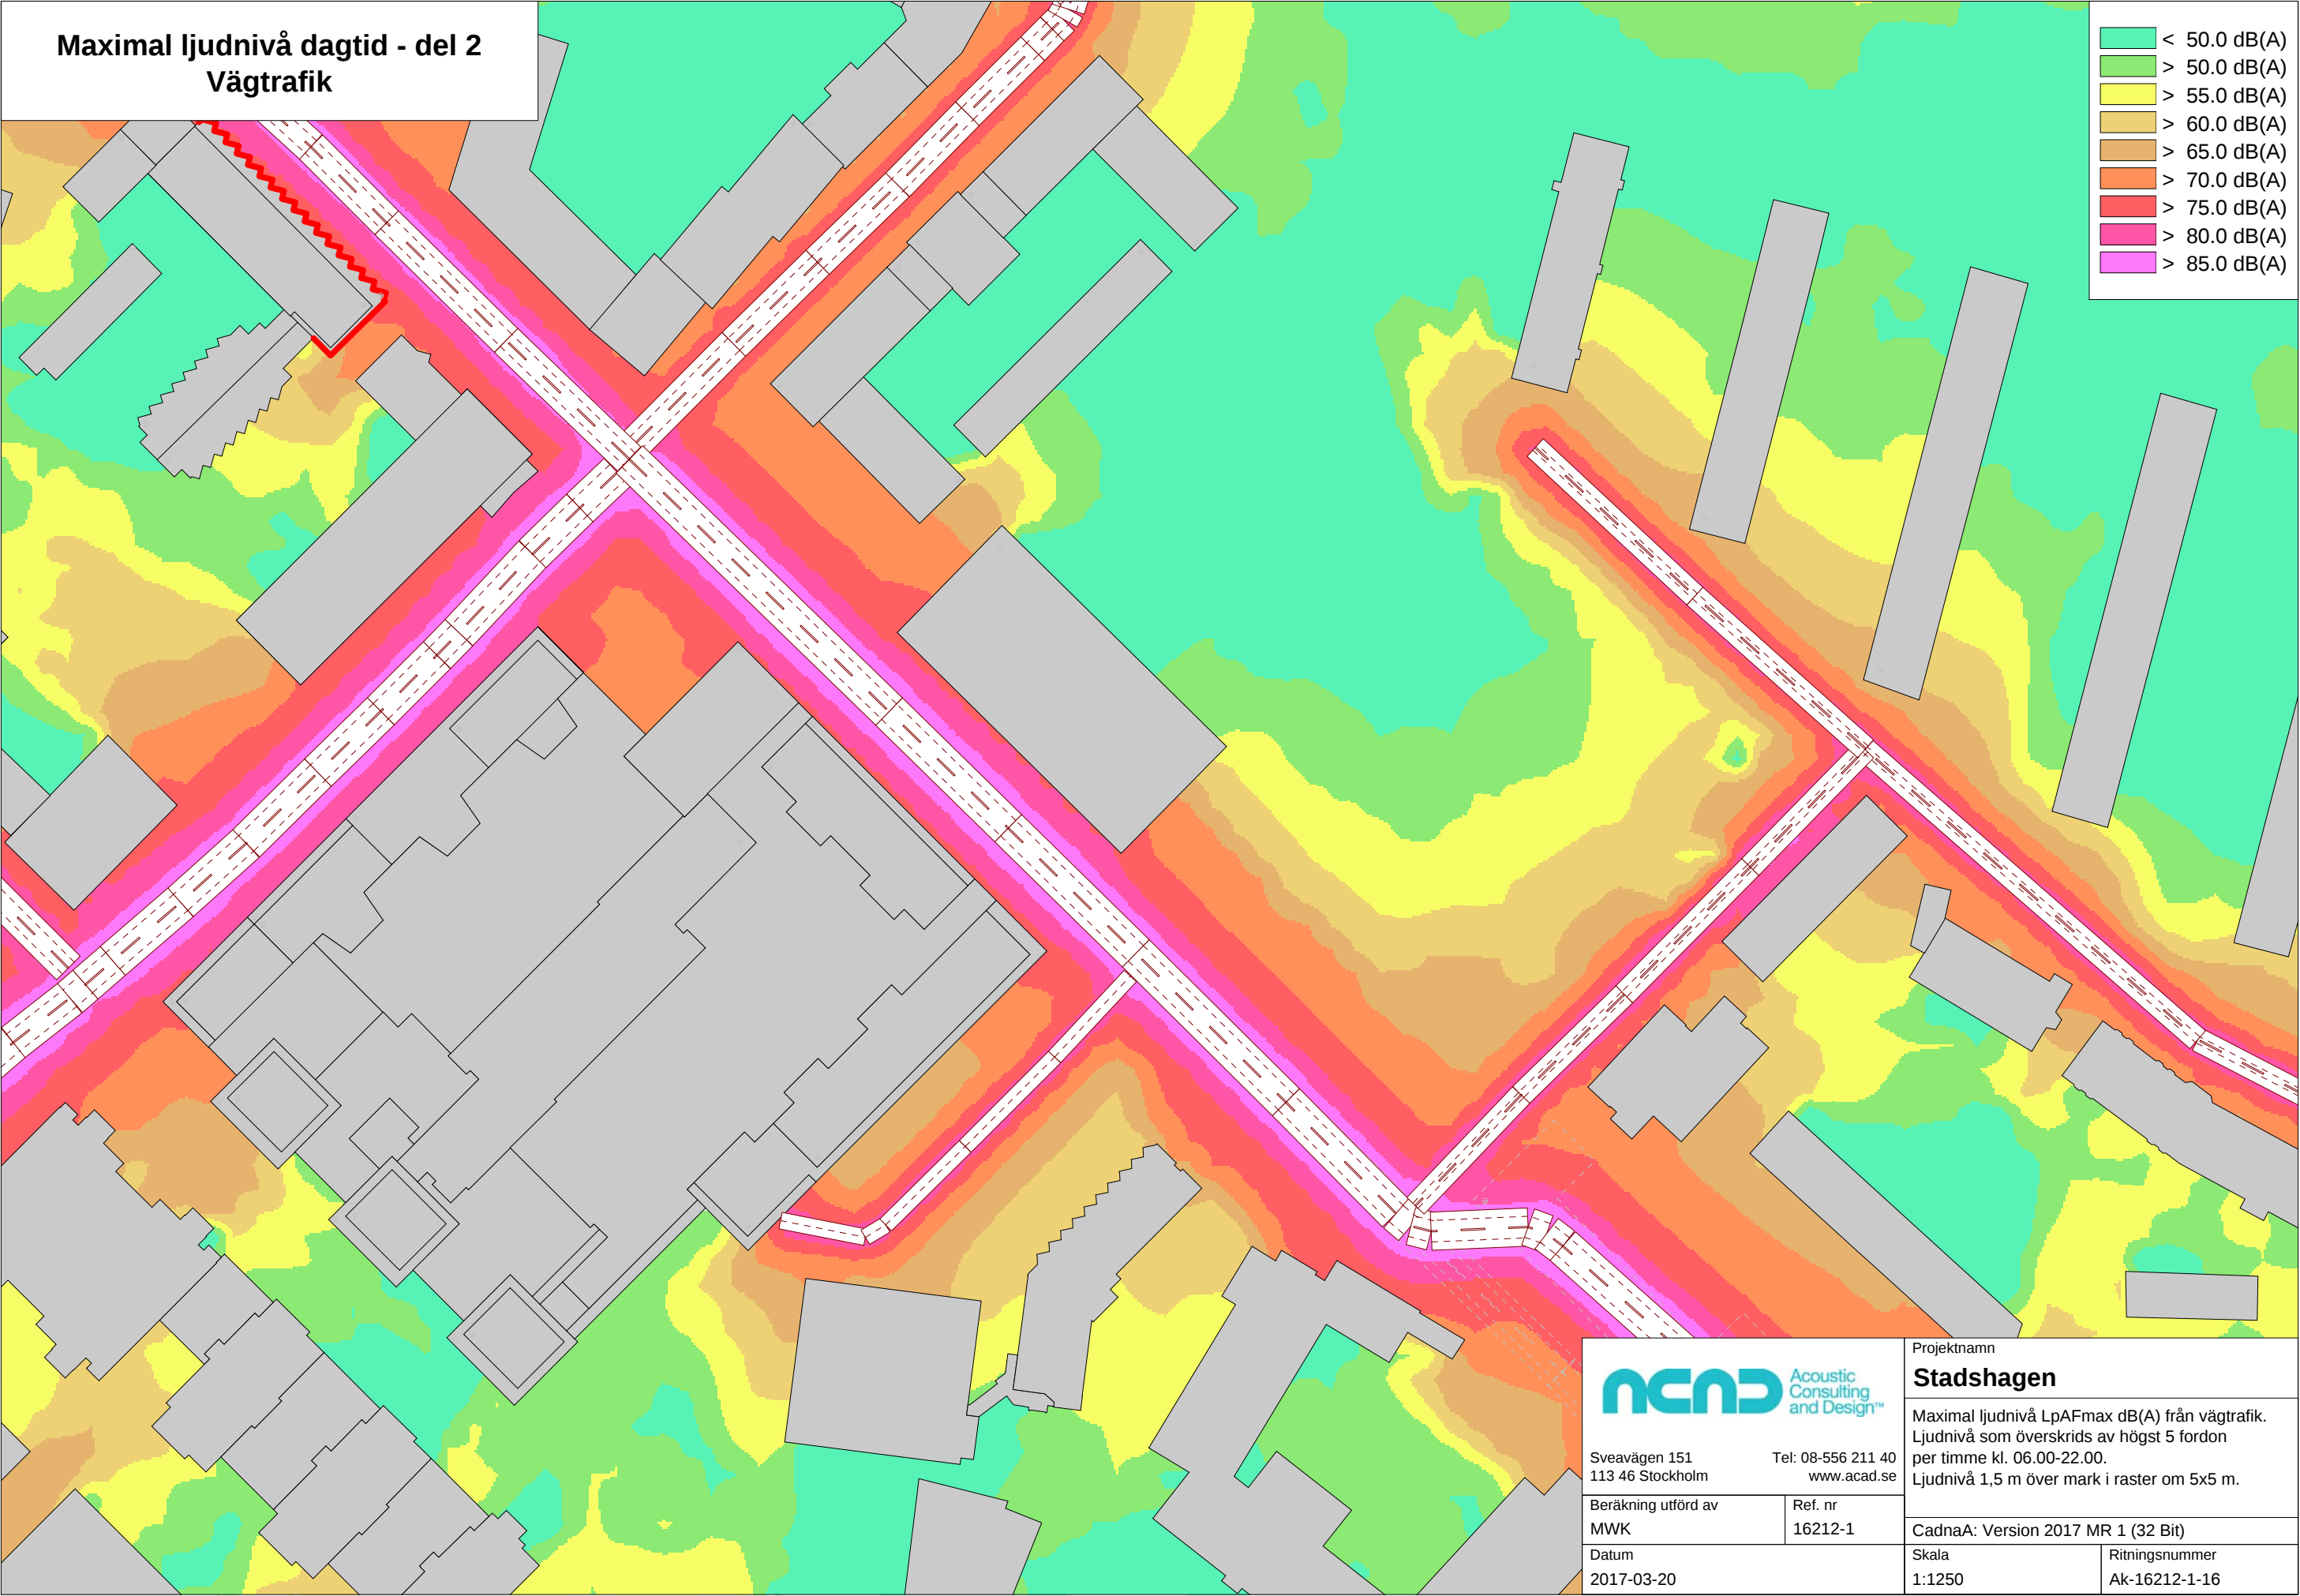 Maximal ljudnivå dagtid - del 2
Vägtrafik
< 50.0 dB(A)
> 50.0 dB(A)
> 55.0 dB(A)
> 60.0 dB(A)
> 65.0 dB(A)
> 70.0 dB(A)
> 75.0 dB(A)
> 80.0 dB(A)
> 85.0 dB(A)
ACAD
Acoustic
Consulting
and Design™
Sveavägen 151
113 46 Stockholm
Tel: 08-556 211 40
www.acad.se
Beräkning utförd av
MWK
Ref. nr
16212-1
Datum
2017-03-20
Projektnamn
Stadshagen
Maximal ljudnivå LpAFmax dB(A) från vägtrafik.
Ljudnivå som överskrids av högst 5 fordon
per timme kl. 06.00-22.00.
Ljudnivå 1,5 m över mark i raster om 5x5 m.
CadnaA: Version 2017 MR 1 (32 Bit)
Skala
1:1250
Ritningsnummer
Ak-16212-1-16